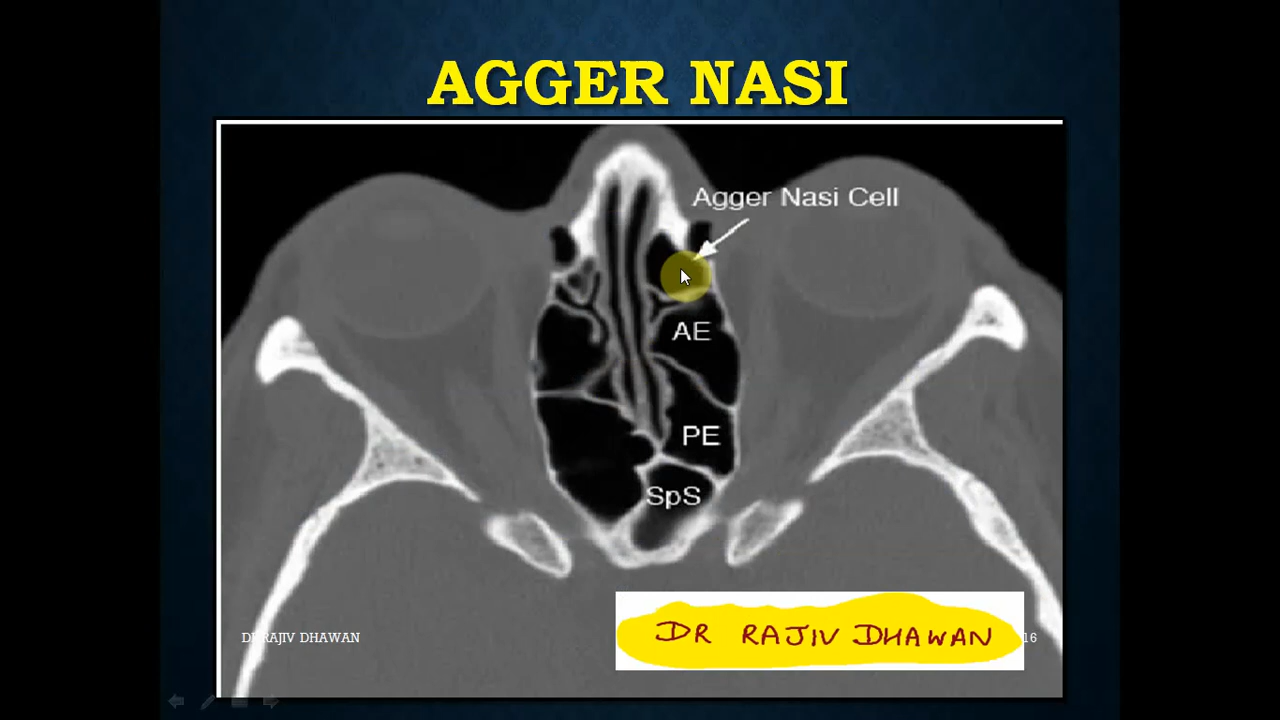 AGGER NASI
Agger Nasi Cell
AE
PE
SpS
DR RAJIV DHAWAN
DR RAJIV DHAWAN
16